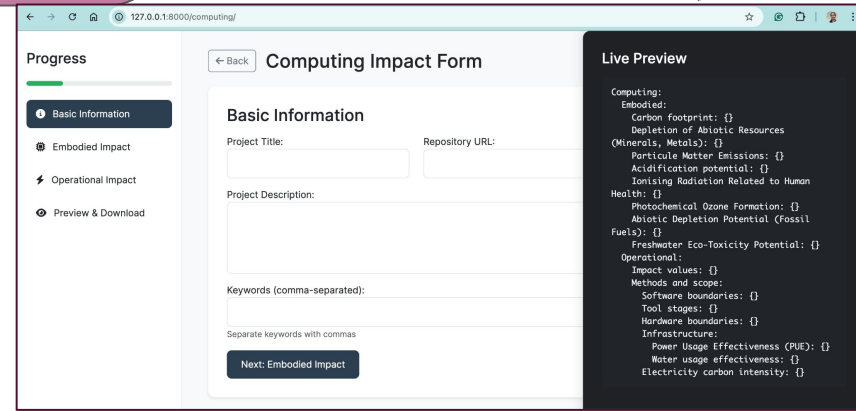 127.0.0.1:8000/computing/
Progress
Basic Information
Embodied Impact
Operational Impact
Preview & Download
← Back
Computing Impact Form
Basic Information
Project Title:
Repository URL:
Project Description:
Keywords (comma-separated):
Separate keywords with commas
Next: Embodied Impact
Live Preview
Computing:
Embodied:
Carbon footprint: {}
Depletion of Abiotic Resources
(Minerals, Metals): {}
Particule Matter Emissions: {}
Acidification potential: {}
Ionising Radiation Related to Human
Health: {}
Photochemical Ozone Formation: {}
Abiotic Depletion Potential (Fossil
Fuels): {}
Freshwater Eco-Toxicity Potential: {}
Operational:
Impact values: {}
Methods and scope:
Software boundaries: {}
Tool stages: {}
Hardware boundaries: {}
Infrastructure:
Power Usage Effectiveness (PUE): {}
Water usage effectiveness: {}
Electricity carbon intensity: {}